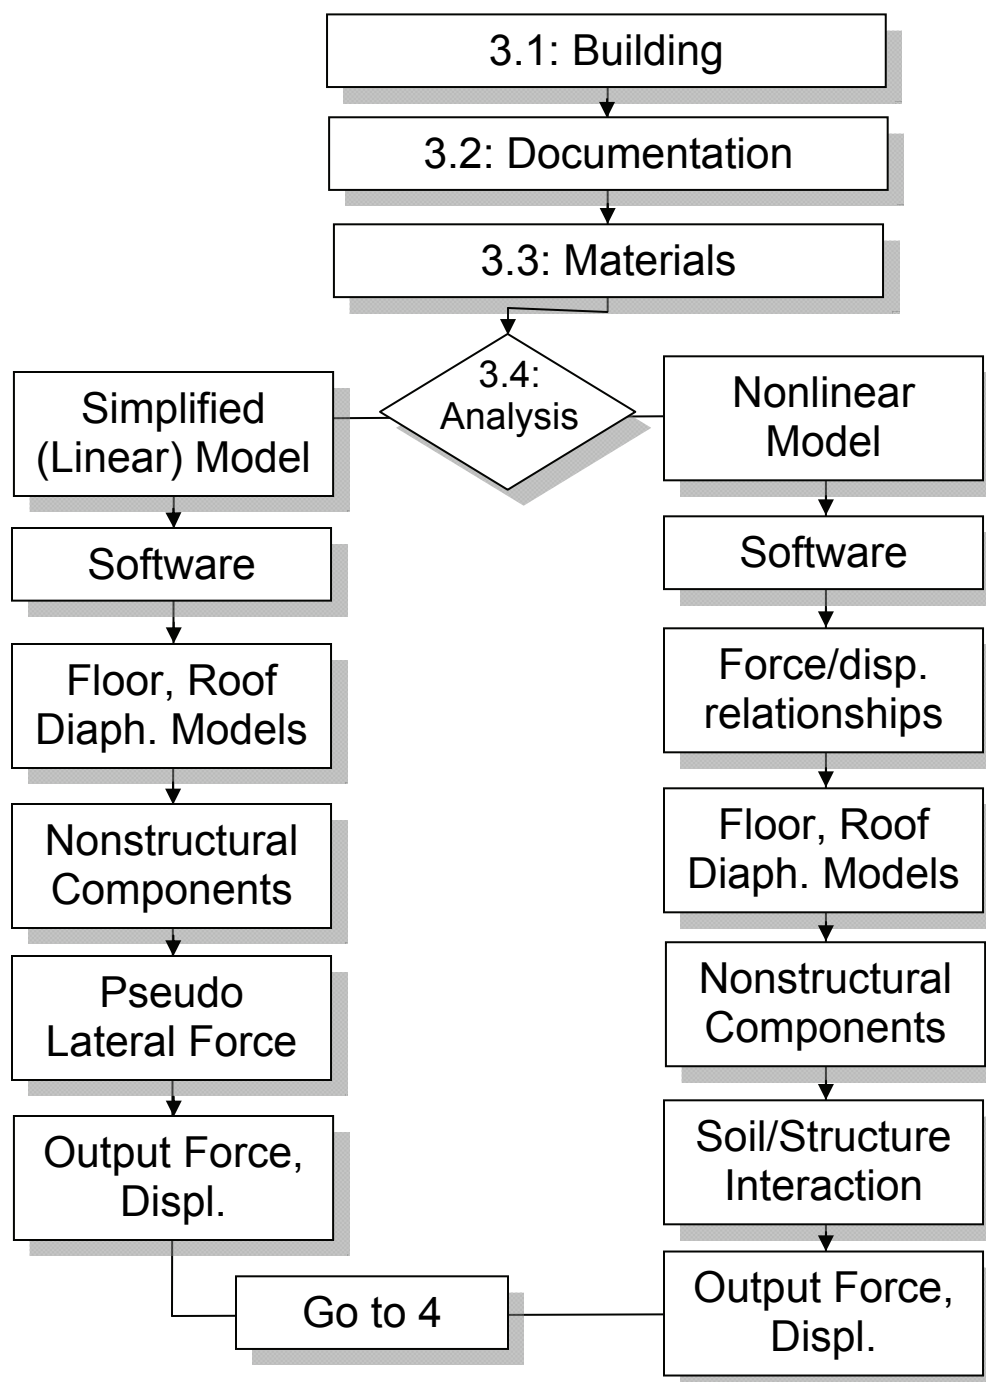 3.1: Building
3.2: Documentation
3.3: Materials
3.4:
Analysis
Simplified
(Linear) Model
Software
Floor, Roof
Diaph. Models
Nonstructural
Components
Pseudo
Lateral Force
Output Force,
Displ.
Nonlinear
Model
Software
Force/disp.
relationships
Floor, Roof
Diaph. Models
Nonstructural
Components
Soil/Structure
Interaction
Output Force,
Displ.
Go to 4